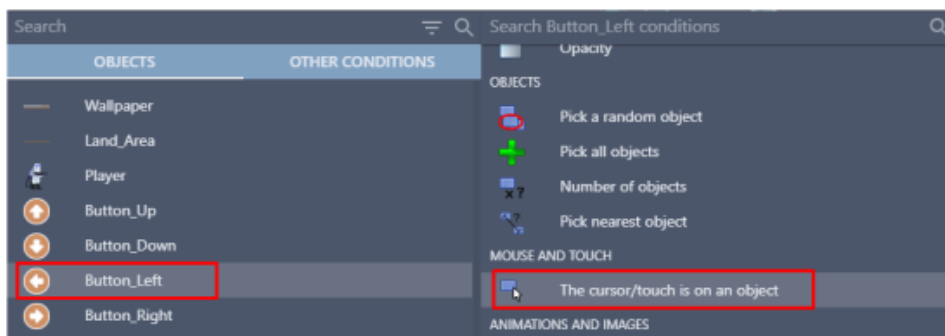 Search
OBJECTS
OTHER CONDITIONS
Wallpaper
Land_Area
Player
Button_Up
Button_Down
Button_Left
Button_Right
Search Button_Left conditions
Opacity
OBJECTS
Pick a random object
Pick all objects
Number of objects
Pick nearest object
MOUSE AND TOUCH
The cursor/touch is on an object
ANIMATIONS AND IMAGES